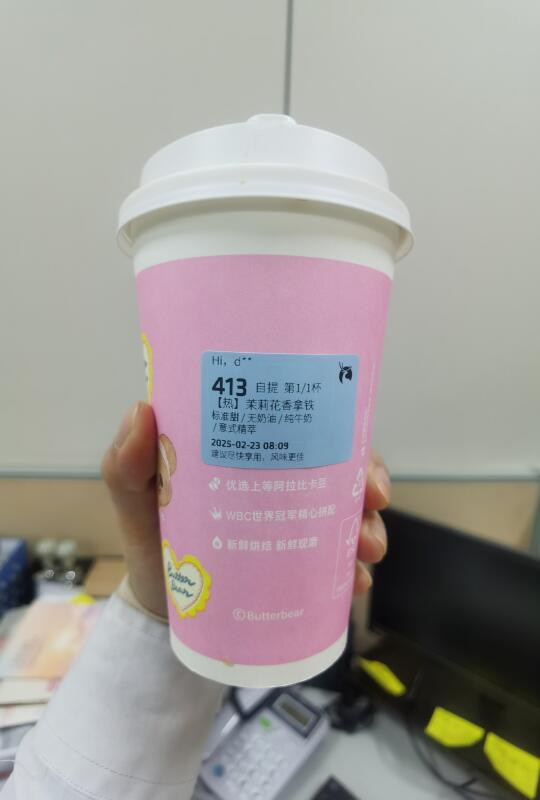 Hi，d**
413 自提 第1/1杯
【热】茉莉花香拿铁
标准甜/无奶油/纯牛奶
/意式精萃
2025-02-23 08:09
建议尽快享用，风味更佳
优选上等阿拉比卡豆
WBC世界冠军精心拼配
新鲜烘焙 新鲜现磨
Butter
Bear
©Butterbear